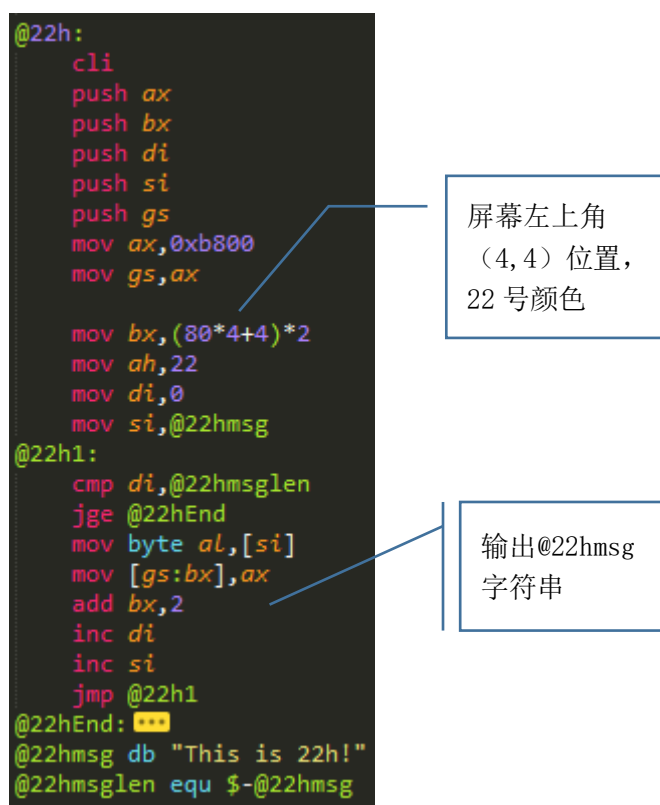 @22h:
cli
push ax
push bx
push di
push si
push gs
mov ax,0xb800
mov gs,ax
mov bx,(80*4+4)*2
mov ah,22
mov di,0
mov si,@22hmsg
@22h1:
cmp di,@22hmsglen
jge @22hEnd
mov byte al,[si]
mov [gs:bx],ax
add bx,2
inc di
inc si
jmp @22h1
@22hEnd: ···
@22hmsg db "This is 22h!"
@22hmsglen equ $-@22hmsg
屏幕左上角
（4,4）位置，
22 号颜色
输出@22hmsg
字符串